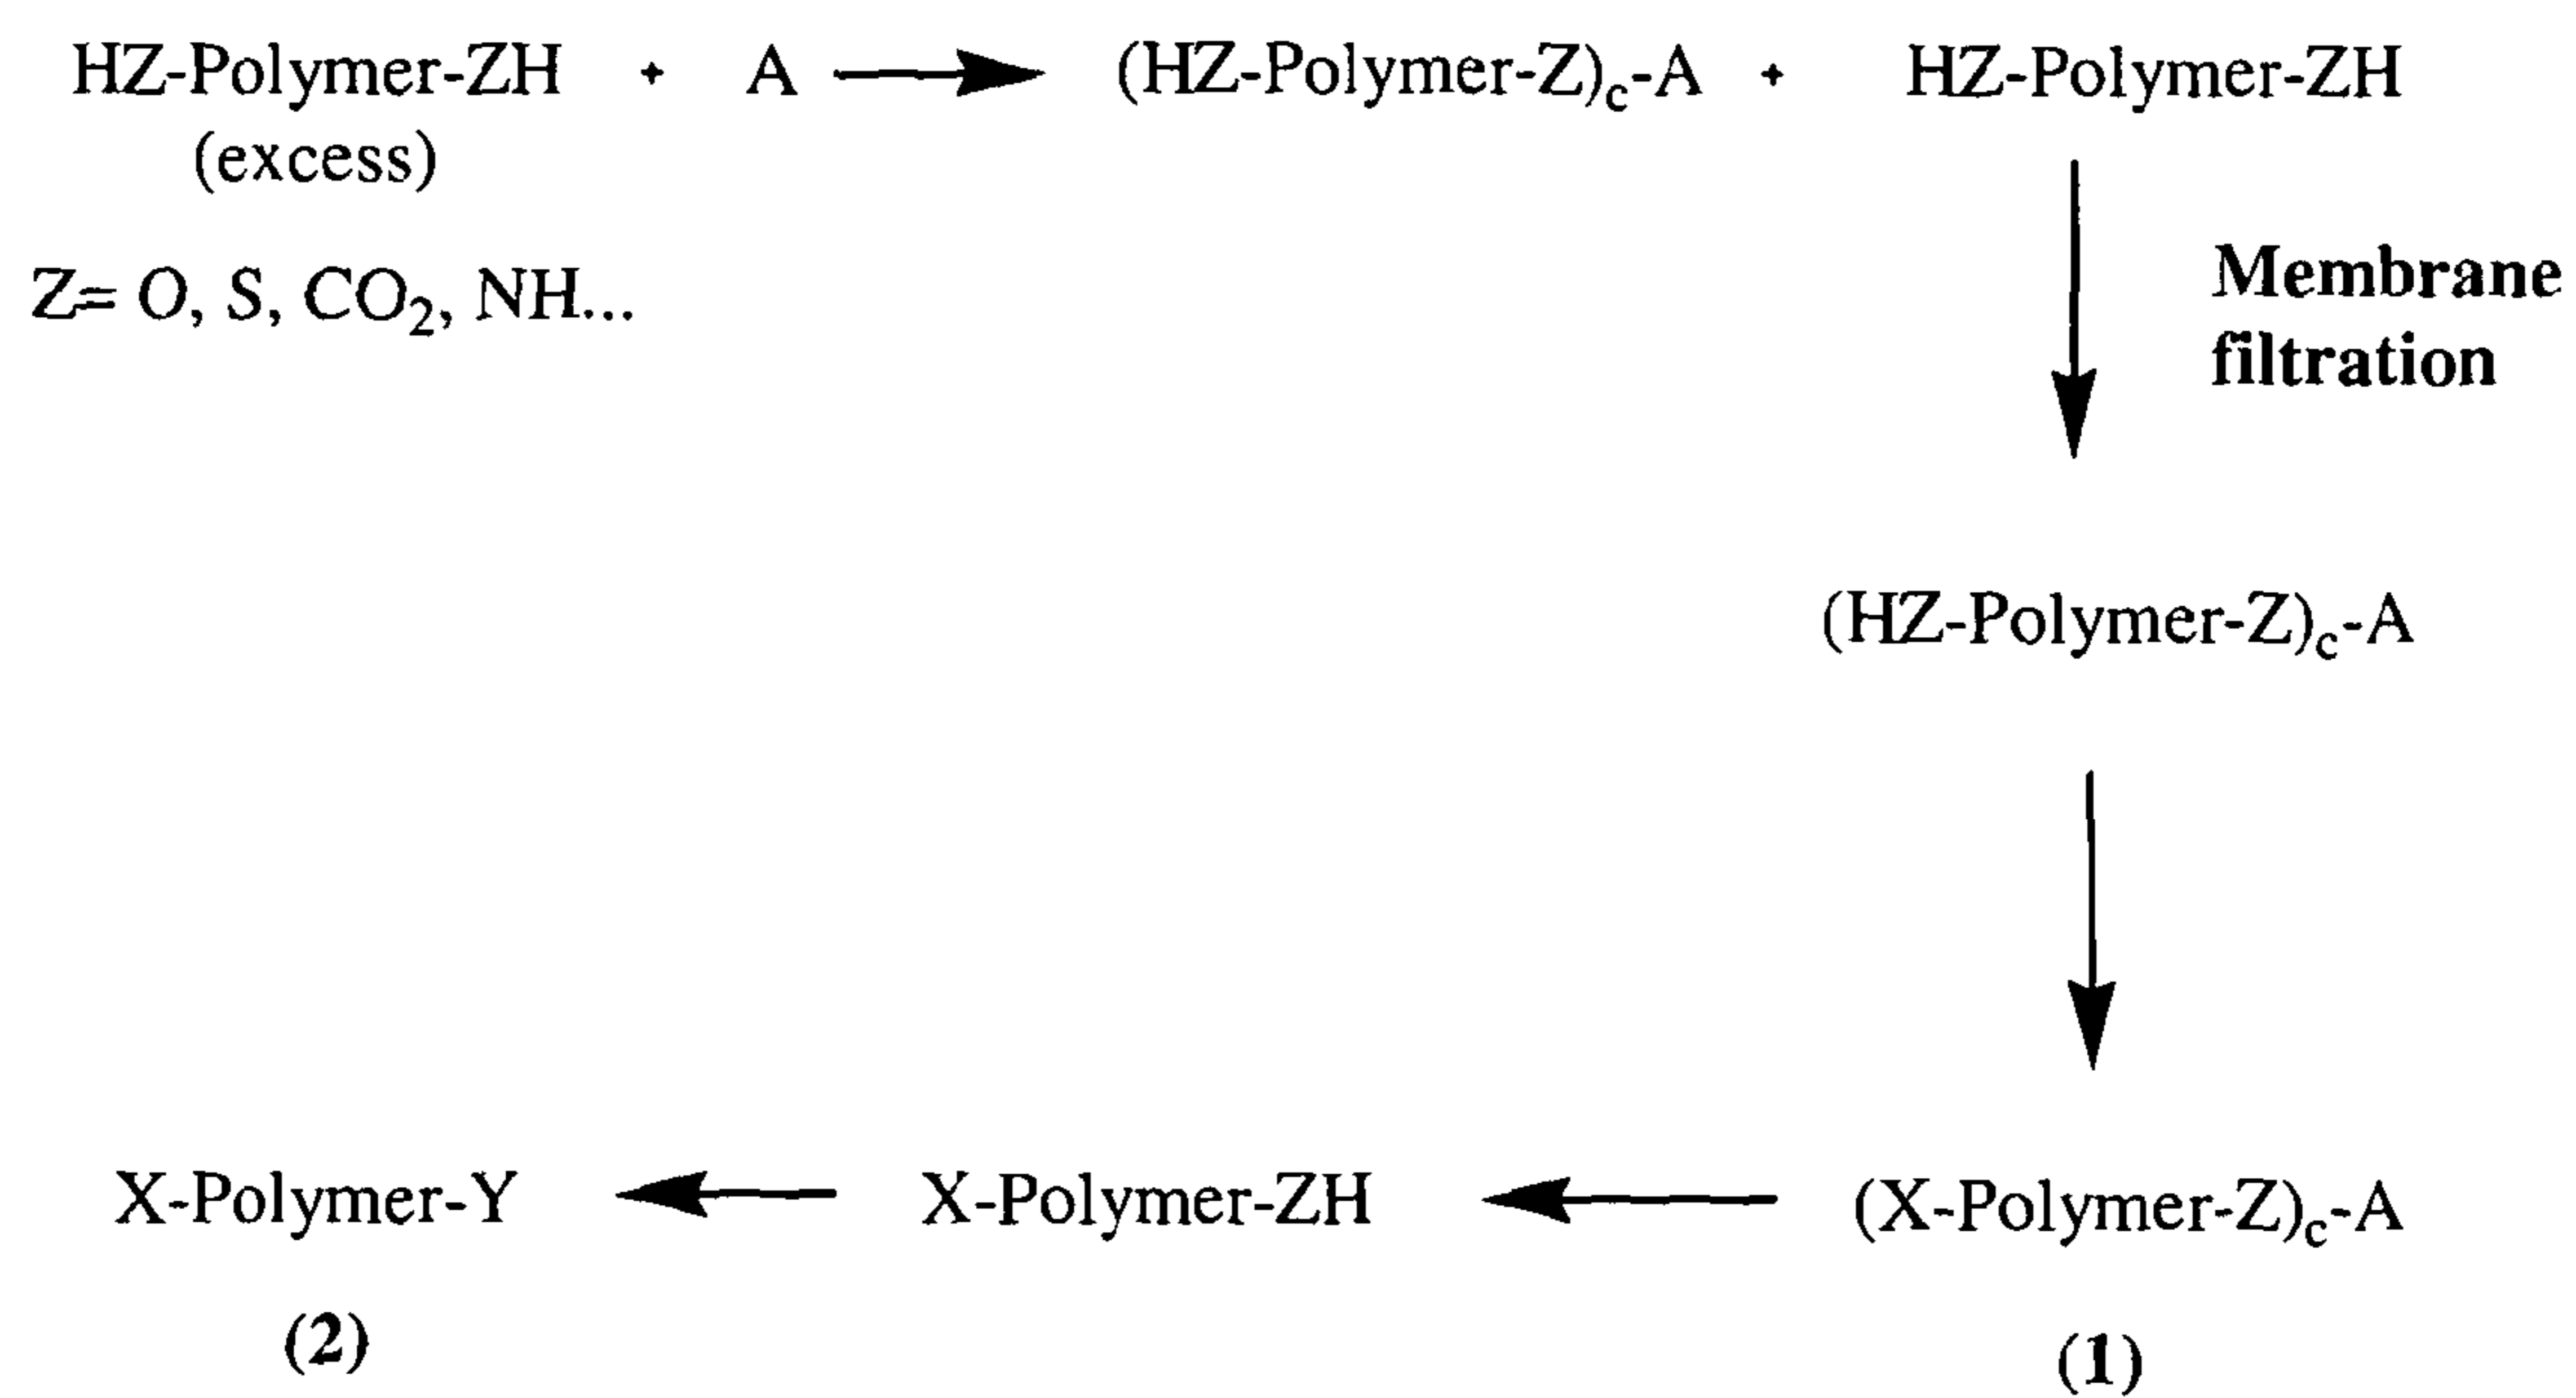 HZ-Polymer-ZH + A ⟶ (HZ-Polymer-Z)c-A + HZ-Polymer-ZH
(excess)
Z= O, S, CO2, NH...
Membrane
filtration
(HZ-Polymer-Z)c-A
X-Polymer-Y ⟵ X-Polymer-ZH ⟵ (X-Polymer-Z)c-A
(2) (1)